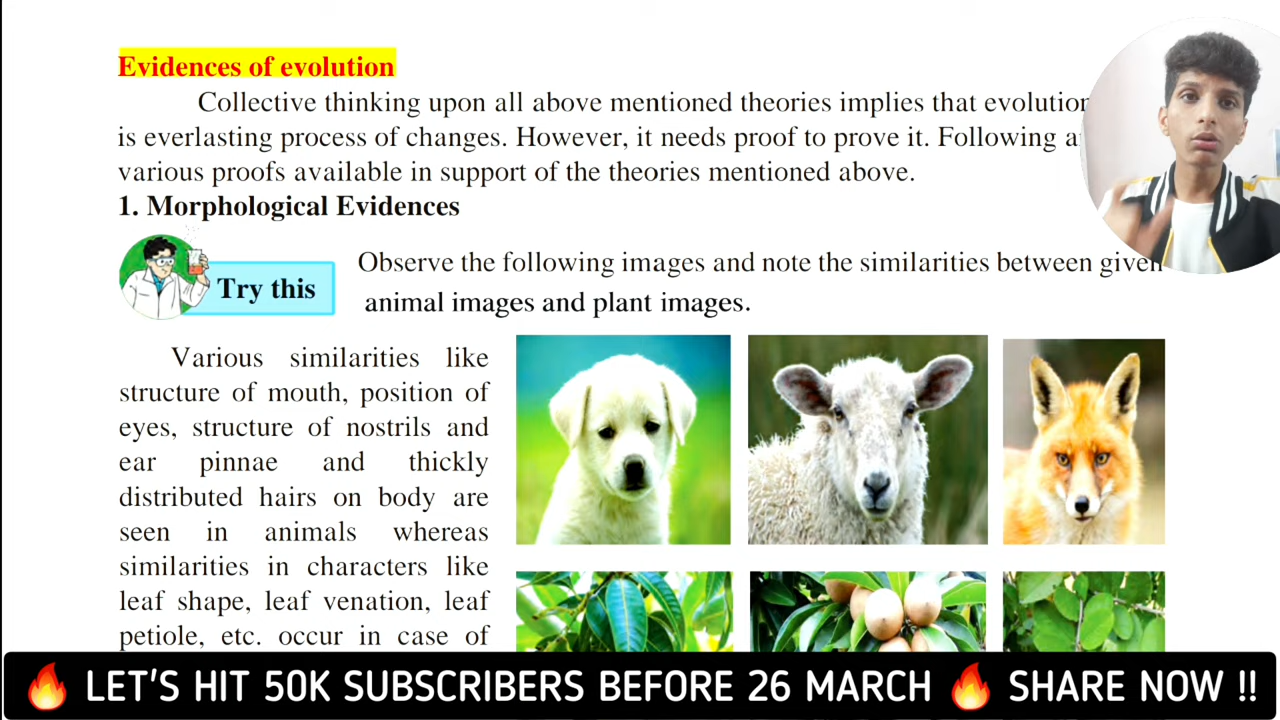 Evidences of evolution
Collective thinking upon all above mentioned theories implies that evolution
is everlasting process of changes. However, it needs proof to prove it. Following
various proofs available in support of the theories mentioned above.
1. Morphological Evidences
Try this
Observe the following images and note the similarities between given
animal images and plant images.
Various similarities like
structure of mouth, position of
eyes, structure of nostrils and
ear pinnae and thickly
distributed hairs on body are
seen in animals whereas
similarities in characters like
leaf shape, leaf venation, leaf
petiole, etc. occur in case of
🔥 LET'S HIT 50K SUBSCRIBERS BEFORE 26 MARCH 🔥 SHARE NOW !!